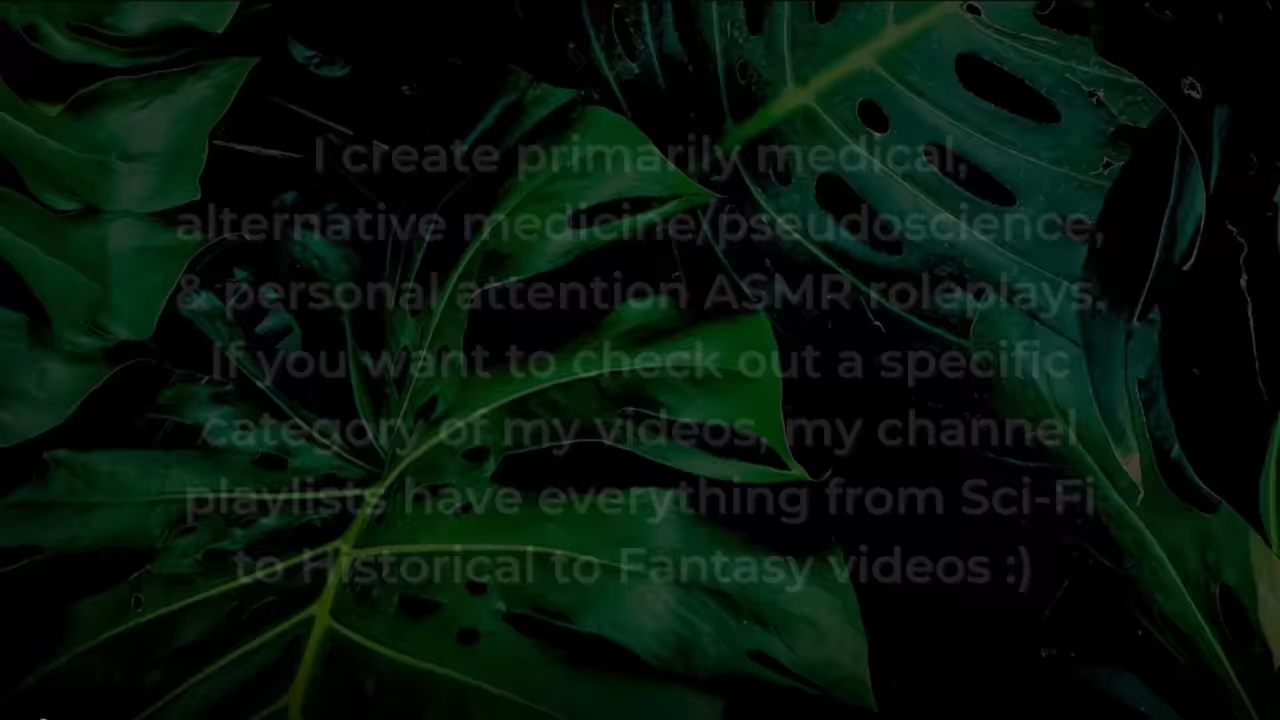 I create primarily medical,
alternative medicine/pseudoscience,
& personal attention ASMR roleplays.
If you want to check out a specific
category of my videos, my channel
playlists have everything from Sci-Fi
to Historical to Fantasy videos :)